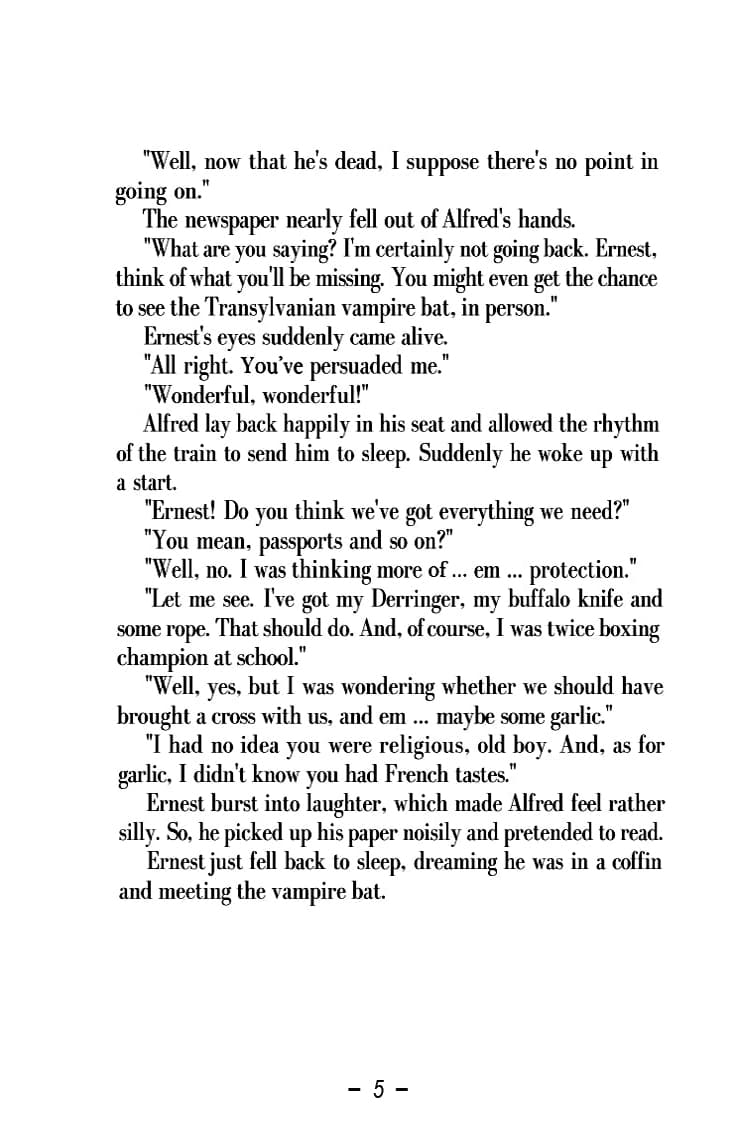 "Well, now that he's dead, I suppose there's no point in
going on."
The newspaper nearly fell out of Alfred's hands.
"What are you saying? I'm certainly not going back. Ernest,
think of what you'll be missing. You might even get the chance
to see the Transylvanian vampire bat, in person."
Ernest's eyes suddenly came alive.
"All right. You’ve persuaded me."
"Wonderful, wonderful!"
Alfred lay back happily in his seat and allowed the rhythm
of the train to send him to sleep. Suddenly he woke up with
a start.
"Ernest! Do you think we've got everything we need?"
"You mean, passports and so on?"
"Well, no. I was thinking more of ... em ... protection."
"Let me see. I've got my Derringer, my buffalo knife and
some rope. That should do. And, of course, I was twice boxing
champion at school."
"Well, yes, but I was wondering whether we should have
brought a cross with us, and em ... maybe some garlic."
"I had no idea you were religious, old boy. And, as for
garlic, I didn't know you had French tastes."
Ernest burst into laughter, which made Alfred feel rather
silly. So, he picked up his paper noisily and pretended to read.
Ernest just fell back to sleep, dreaming he was in a coffin
and meeting the vampire bat.
– 5 –